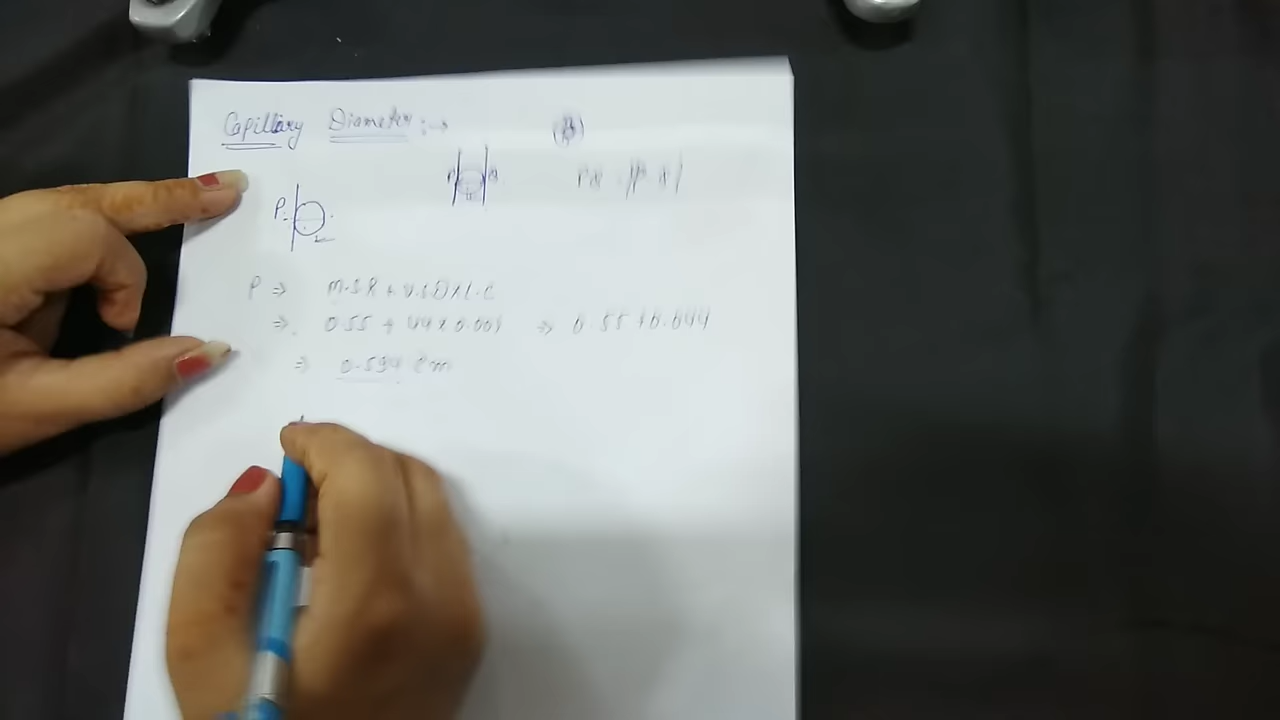 Capillary Diameter :→
P Q
P
P ⇒ M.S.R + V.S.D × L.C
⇒ 0.55 + 44 × 0.001 ⇒ 0.55 + 0.044
⇒ 0.594 cm